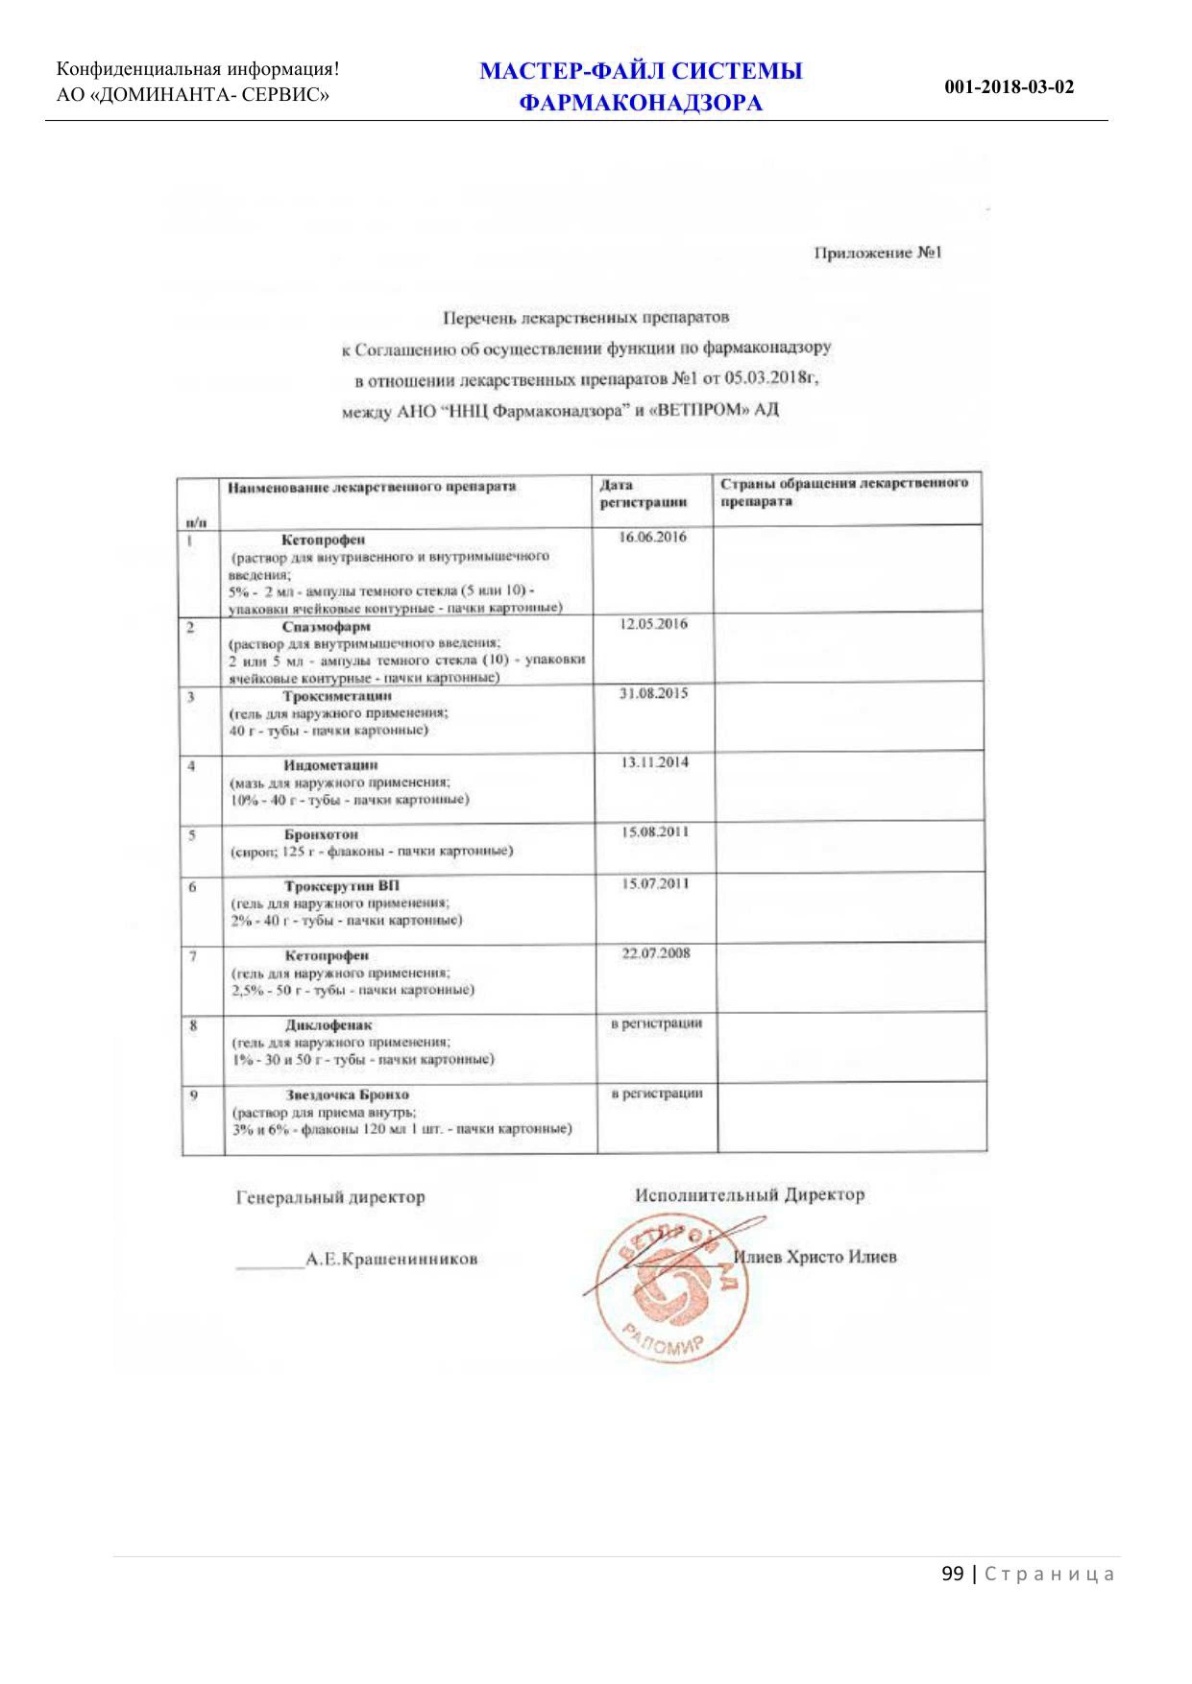 Конфиденциальная информация!
АО «ДОМИНАНТА- СЕРВИС»
МАСТЕР-ФАЙЛ СИСТЕМЫ
ФАРМАКОНАДЗОРА
001-2018-03-02
Приложение №1
Перечень лекарственных препаратов
к Соглашению об осуществлении функции по фармаконадзору
в отношении лекарственных препаратов №1 от 05.03.2018г,
между АНО “ННЦ Фармаконадзора” и «ВЕТПРОМ» АД
п/п
Наименование лекарственного препарата
Дата
регистрации
Страны обращения лекарственного
препарата
1
Кетопрофен
(раствор для внутривенного и внутримышечного
введения;
5% - 2 мл - ампулы темного стекла (5 или 10) -
упаковки ячейковые контурные - пачки картонные)
16.06.2016
2
Спазмофарм
(раствор для внутримышечного введения;
2 или 5 мл - ампулы темного стекла (10) - упаковки
ячейковые контурные - пачки картонные)
12.05.2016
3
Троксиметацин
(гель для наружного применения;
40 г - тубы - пачки картонные)
31.08.2015
4
Индометацин
(мазь для наружного применения;
10% - 40 г - тубы - пачки картонные)
13.11.2014
5
Бронхотон
(сироп; 125 г - флаконы - пачки картонные)
15.08.2011
6
Троксерутин ВП
(гель для наружного применения;
2% - 40 г - тубы - пачки картонные)
15.07.2011
7
Кетопрофен
(гель для наружного применения;
2,5% - 50 г - тубы - пачки картонные)
22.07.2008
8
Диклофенак
(гель для наружного применения;
1% - 30 и 50 г - тубы - пачки картонные)
в регистрации
9
Звездочка Бронхо
(раствор для приема внутрь;
3% и 6% - флаконы 120 мл 1 шт. - пачки картонные)
в регистрации
Генеральный директор
Исполнительный Директор
_______А.Е.Крашенинников
Илиев Христо Илиев
ВЕТПРОМ АД
РАДОМИР
99 | Страница